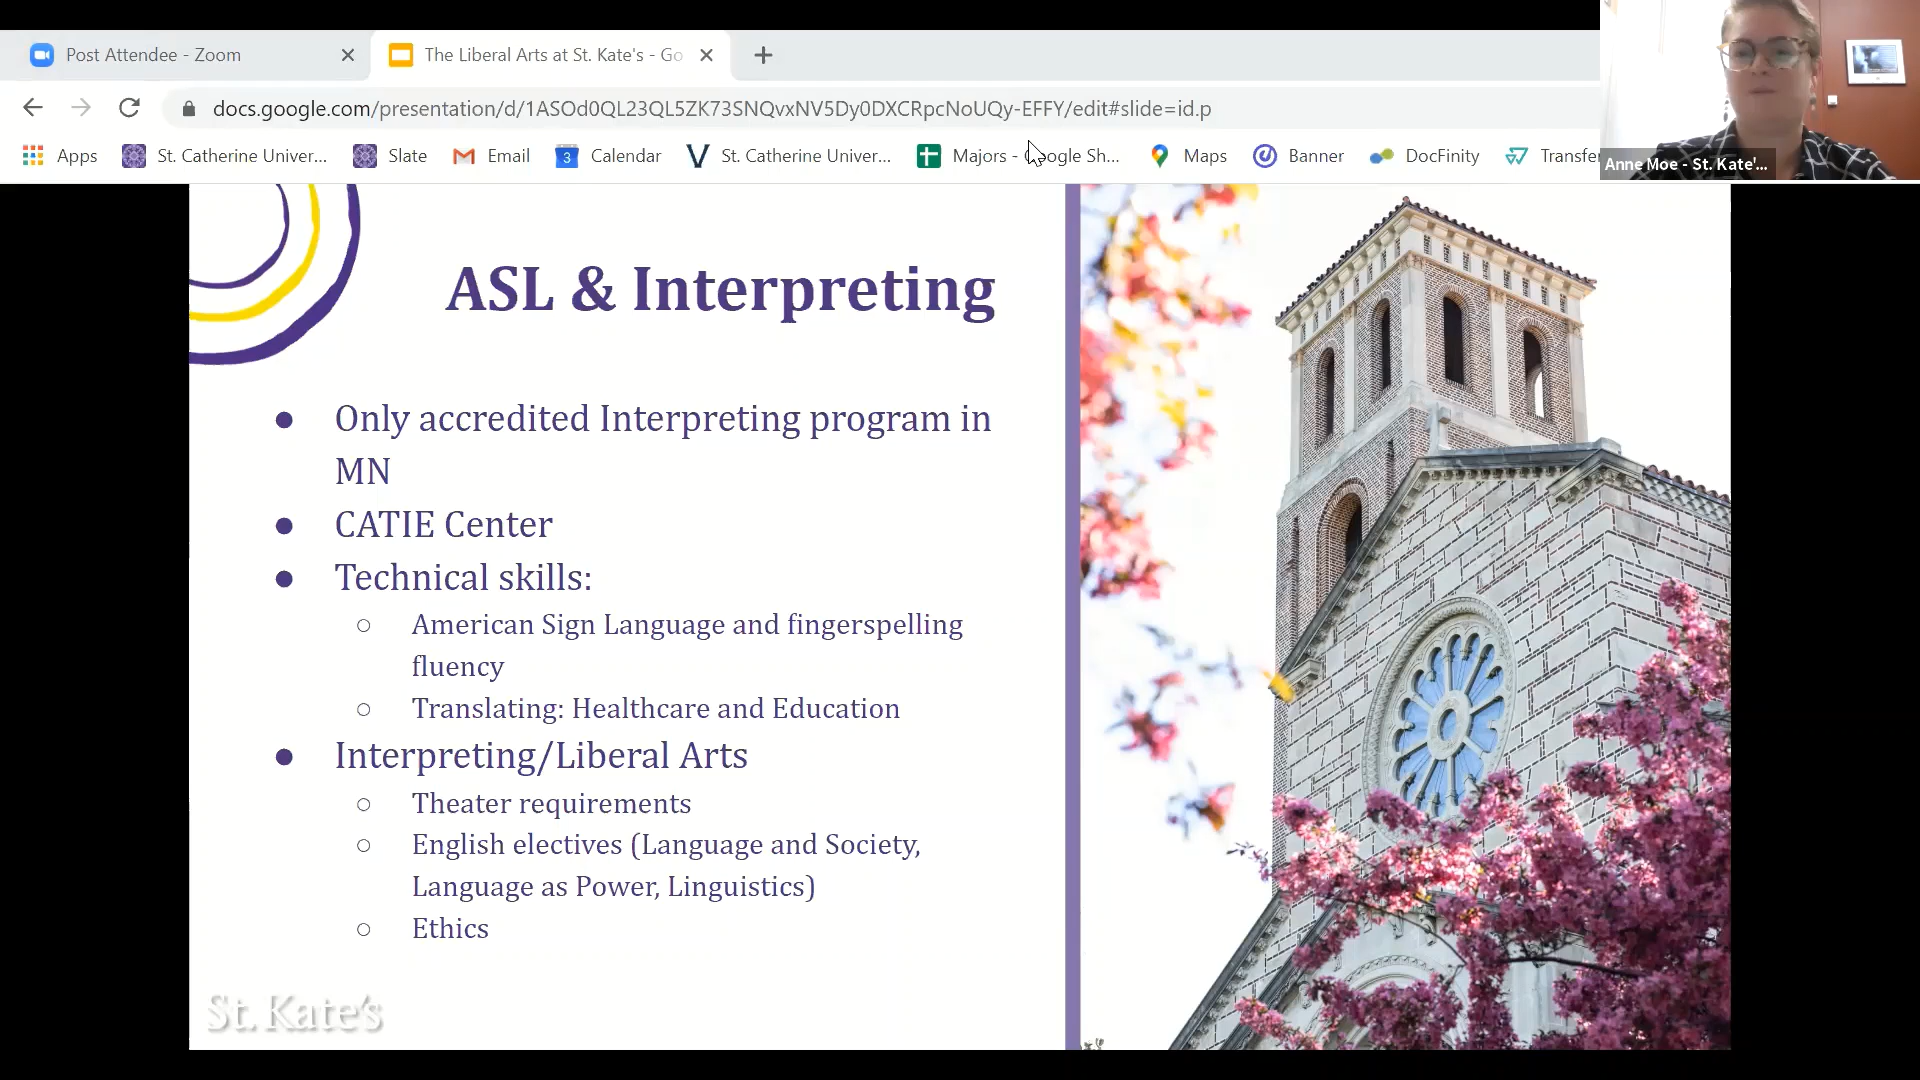 Post Attendee - Zoom
The Liberal Arts at St. Kate's - Go
docs.google.com/presentation/d/1ASOd0QL23QL5ZK73SNQvxNV5Dy0DXCRpcNoUQy-EFFY/edit#slide=id.p
Apps St. Catherine Univer... Slate Email 3 Calendar St. Catherine Univer... Majors - Google Sh... Maps Banner DocFinity Transfe
Anne Moe - St. Kate'...
ASL & Interpreting
Only accredited Interpreting program in
MN
CATIE Center
Technical skills:
American Sign Language and fingerspelling
fluency
Translating: Healthcare and Education
Interpreting/Liberal Arts
Theater requirements
English electives (Language and Society,
Language as Power, Linguistics)
Ethics
St. Kate's